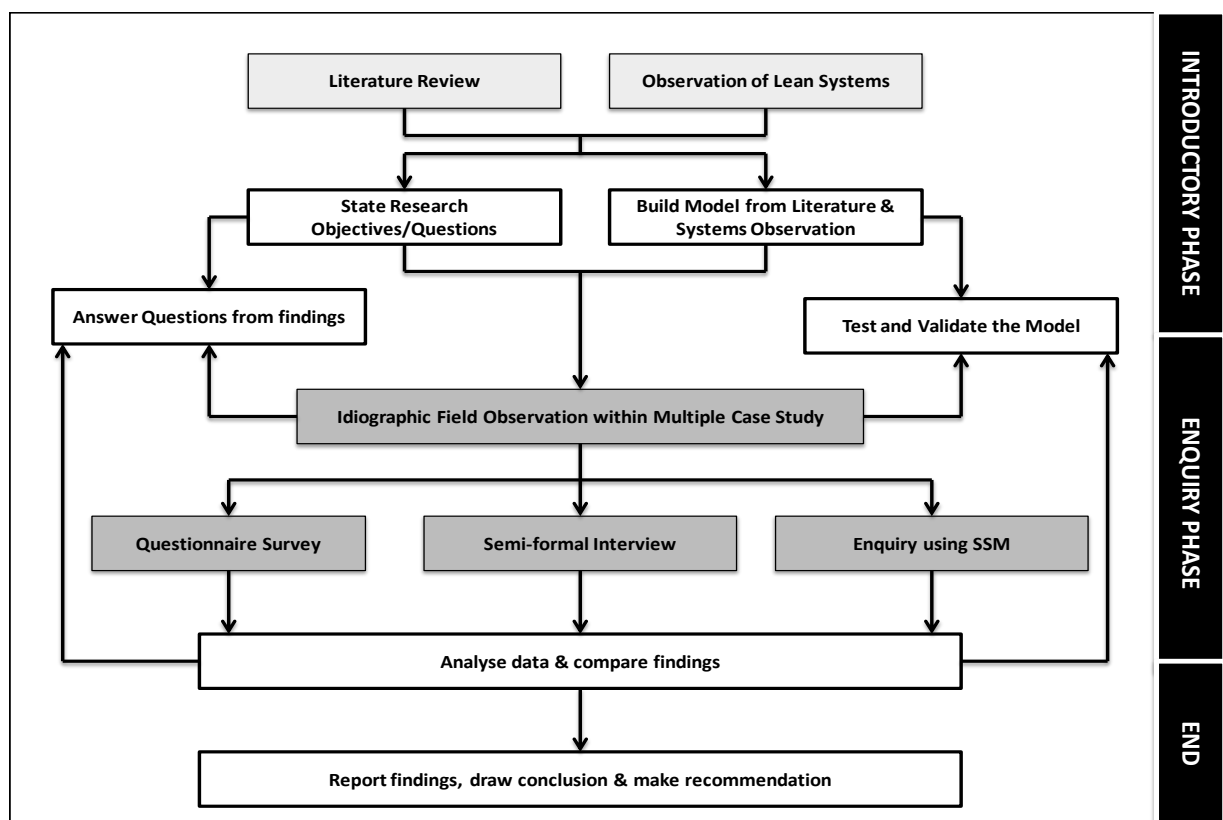 Literature Review
Observation of Lean Systems
State Research
Objectives/Questions
Build Model from Literature &
Systems Observation
Answer Questions from findings
Test and Validate the Model
Idiographic Field Observation within Multiple Case Study
Questionnaire Survey
Semi-formal Interview
Enquiry using SSM
Analyse data & compare findings
Report findings, draw conclusion & make recommendation
INTRODUCTORY PHASE
ENQUIRY PHASE
END